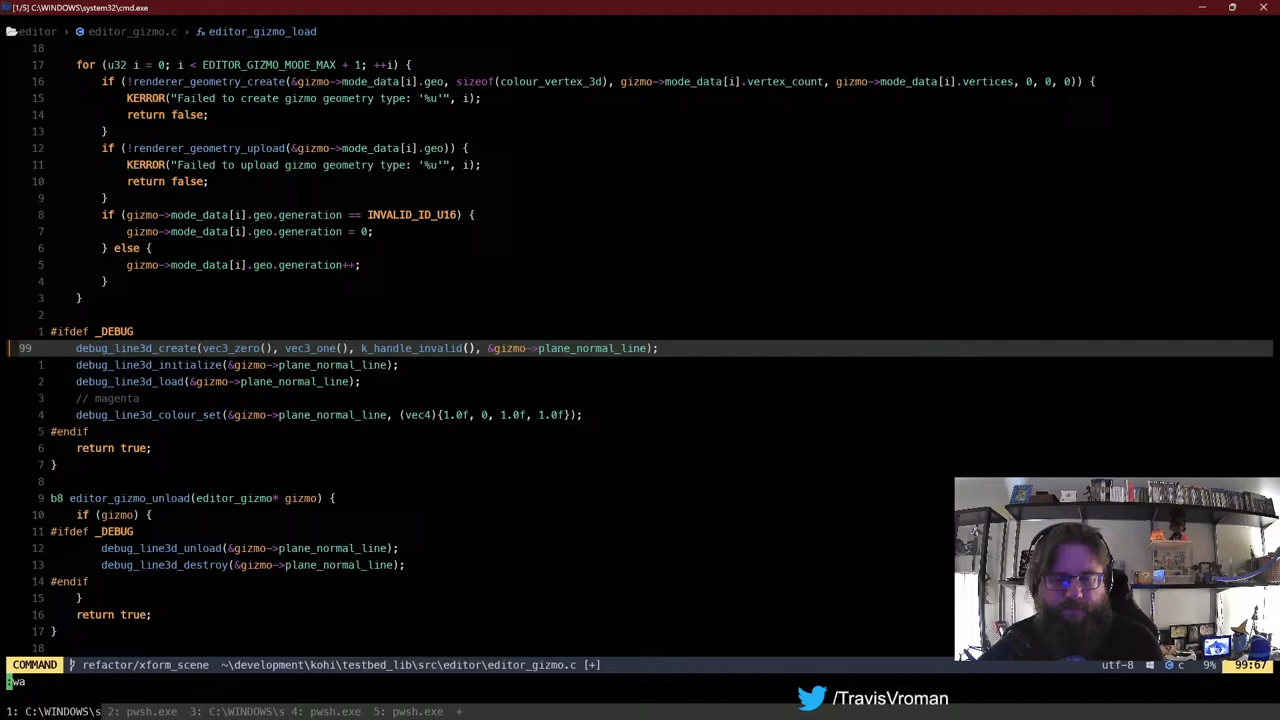 [1/5] C:\WINDOWS\system32\cmd.exe
editor > editor_gizmo.c > editor_gizmo_load
18
17 for (u32 i = 0; i < EDITOR_GIZMO_MODE_MAX + 1; ++i) {
16 if (!renderer_geometry_create(&gizmo->mode_data[i].geo, sizeof(colour_vertex_3d), gizmo->mode_data[i].vertex_count, gizmo->mode_data[i].vertices, 0, 0, 0)) {
15 KERROR("Failed to create gizmo geometry type: '%u'", i);
14 return false;
13 }
12 if (!renderer_geometry_upload(&gizmo->mode_data[i].geo)) {
11 KERROR("Failed to upload gizmo geometry type: '%u'", i);
10 return false;
9 }
8 if (gizmo->mode_data[i].geo.generation == INVALID_ID_U16) {
7 gizmo->mode_data[i].geo.generation = 0;
6 } else {
5 gizmo->mode_data[i].geo.generation++;
4 }
3 }
2
1 #ifdef _DEBUG
99 debug_line3d_create(vec3_zero(), vec3_one(), k_handle_invalid(), &gizmo->plane_normal_line);
1 debug_line3d_initialize(&gizmo->plane_normal_line);
2 debug_line3d_load(&gizmo->plane_normal_line);
3 // magenta
4 debug_line3d_colour_set(&gizmo->plane_normal_line, (vec4){1.0f, 0, 1.0f, 1.0f});
5 #endif
6 return true;
7 }
8
9 b8 editor_gizmo_unload(editor_gizmo* gizmo) {
10 if (gizmo) {
11 #ifdef _DEBUG
12 debug_line3d_unload(&gizmo->plane_normal_line);
13 debug_line3d_destroy(&gizmo->plane_normal_line);
14 #endif
15 }
16 return true;
17 }
18
COMMAND refactor/xform_scene ~\development\kohi\testbed_lib\src\editor\editor_gizmo.c [+] utf-8 c 9% 99:67
:wa
/TravisVroman
1: C:\WINDOWS\s 2: pwsh.exe 3: C:\WINDOWS\s 4: pwsh.exe 5: pwsh.exe +